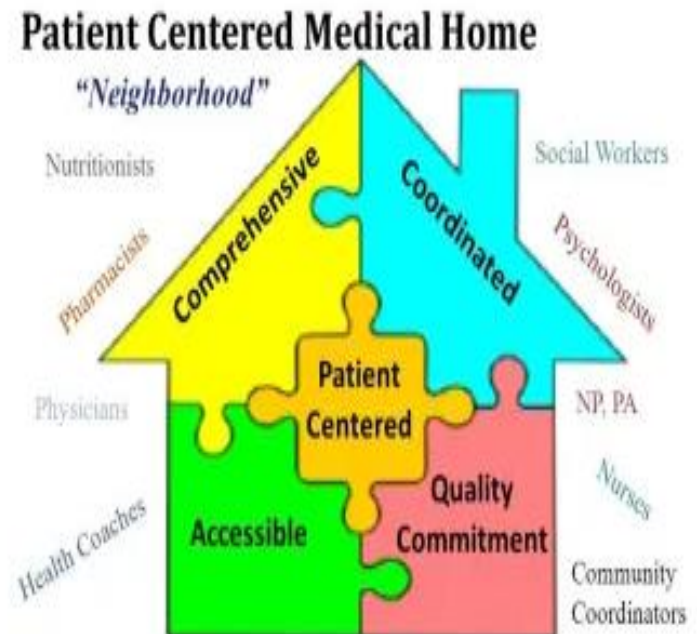 Patient Centered Medical Home
“Neighborhood”
Nutritionists
Social Workers
Comprehensive
Coordinated
Pharmacists
Psychologists
Patient
Centered
Physicians
NP, PA
Quality
Commitment
Accessible
Nurses
Health Coaches
Community
Coordinators